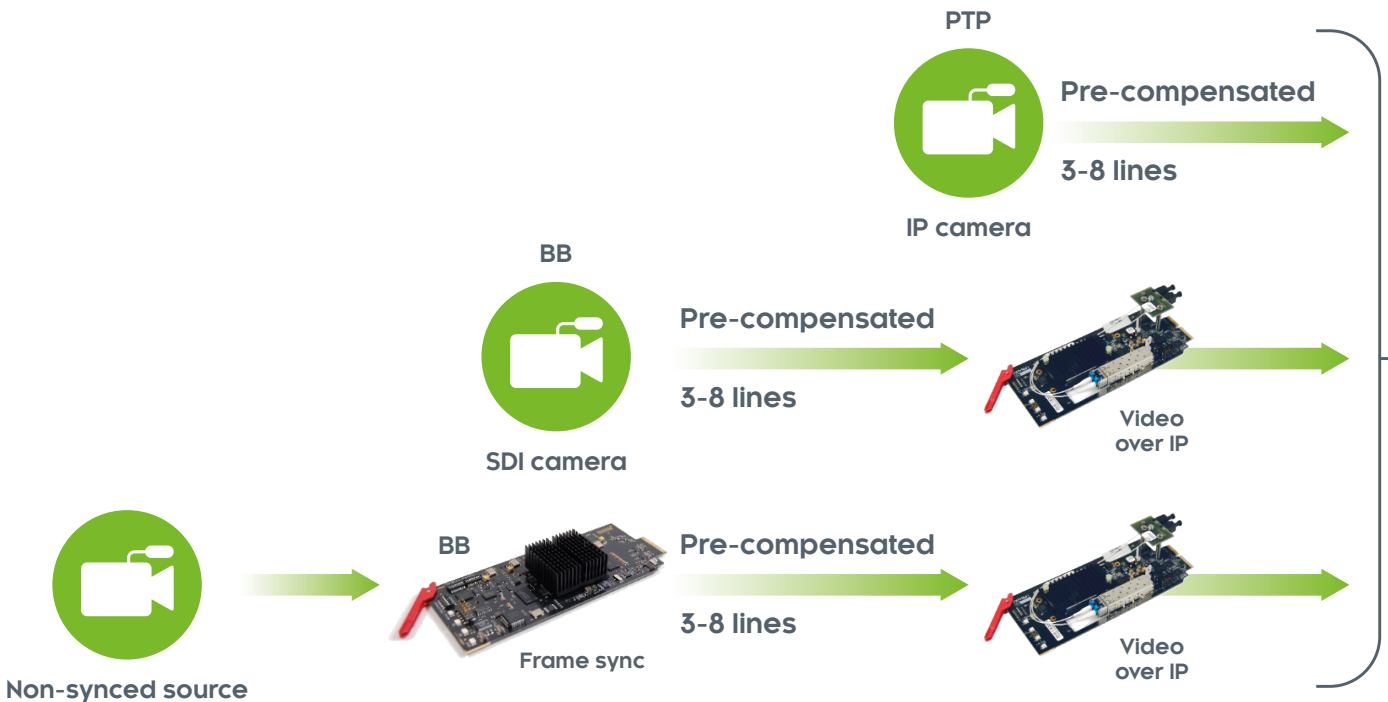 PTP
Pre-compensated
3-8 lines
IP camera
BB
Pre-compensated
3-8 lines
SDI camera
Video
over IP
BB
Pre-compensated
3-8 lines
Frame sync
Video
over IP
Non-synced source